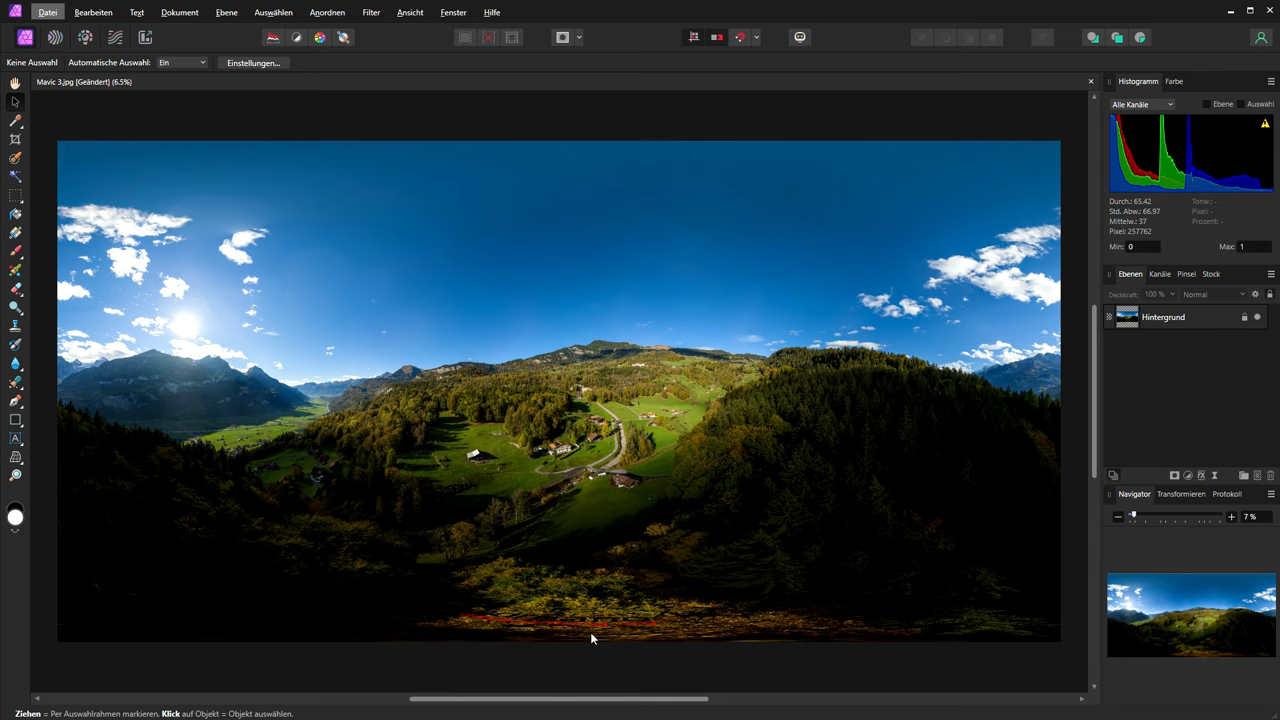 Datei Bearbeiten Text Dokument Ebene Auswählen Anordnen Filter Ansicht Fenster Hilfe
Keine Auswahl Automatische Auswahl: Ein Einstellungen...
Mavic 3.jpg [Geändert] (6.5%)
Histogramm Farbe
Alle Kanäle Ebene Auswahl
Durch.: 65.42 Tonw.: -
Std. Abw.: 66.97 Pixel: -
Mittelw.: 37 Prozent: -
Pixel: 257762
Min: 0 Max: 1
Ebenen Kanäle Pinsel Stock
Deckkraft: 100 % Normal
Hintergrund
Navigator Transformieren Protokoll
7 %
Ziehen = Per Auswahlrahmen markieren. Klick auf Objekt = Objekt auswählen.